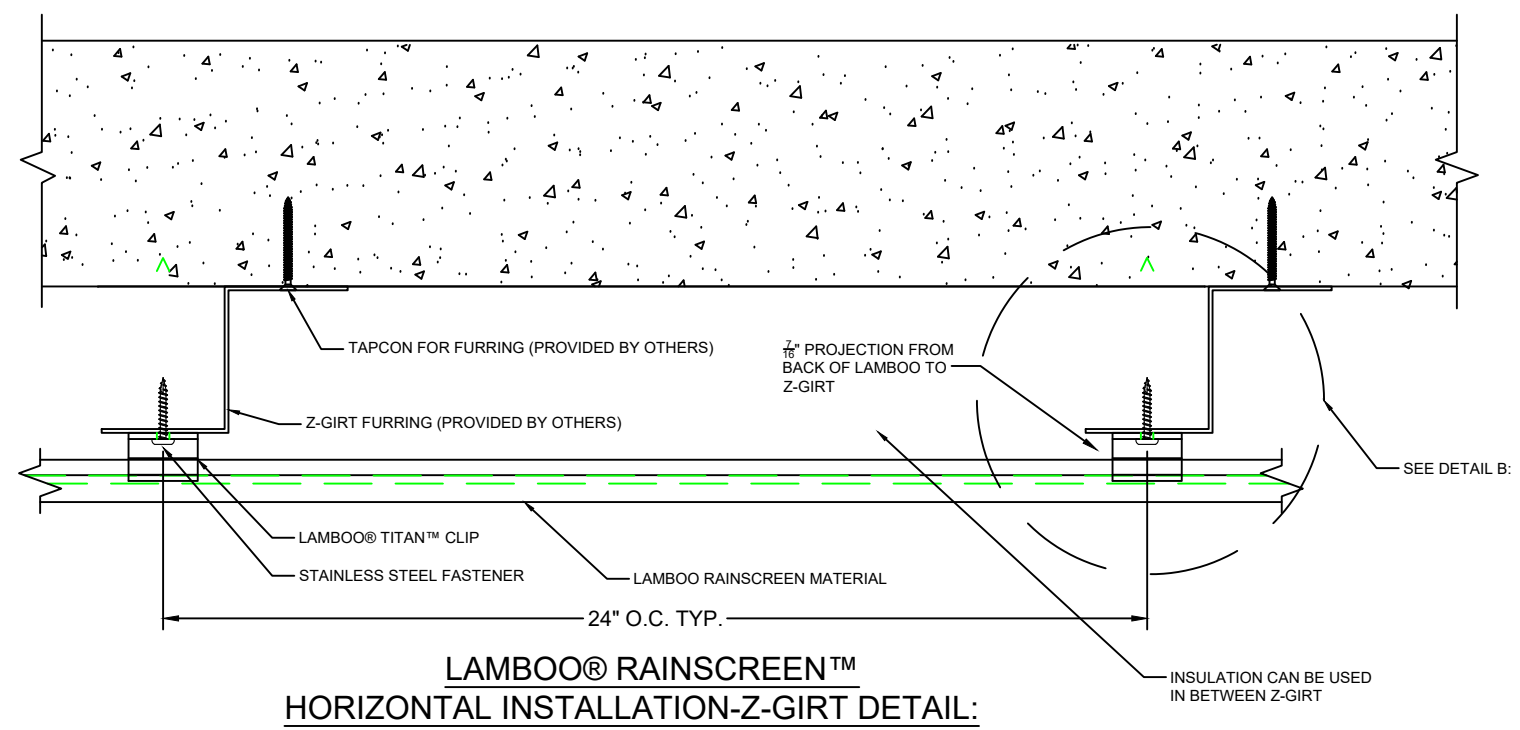 TAPCON FOR FURRING (PROVIDED BY OTHERS)
7/16" PROJECTION FROM
BACK OF LAMBOO TO
Z-GIRT
Z-GIRT FURRING (PROVIDED BY OTHERS)
SEE DETAIL B:
LAMBOO® TITAN™ CLIP
STAINLESS STEEL FASTENER
LAMBOO RAINSCREEN MATERIAL
24" O.C. TYP.
INSULATION CAN BE USED
IN BETWEEN Z-GIRT
LAMBOO® RAINSCREEN™
HORIZONTAL INSTALLATION-Z-GIRT DETAIL: